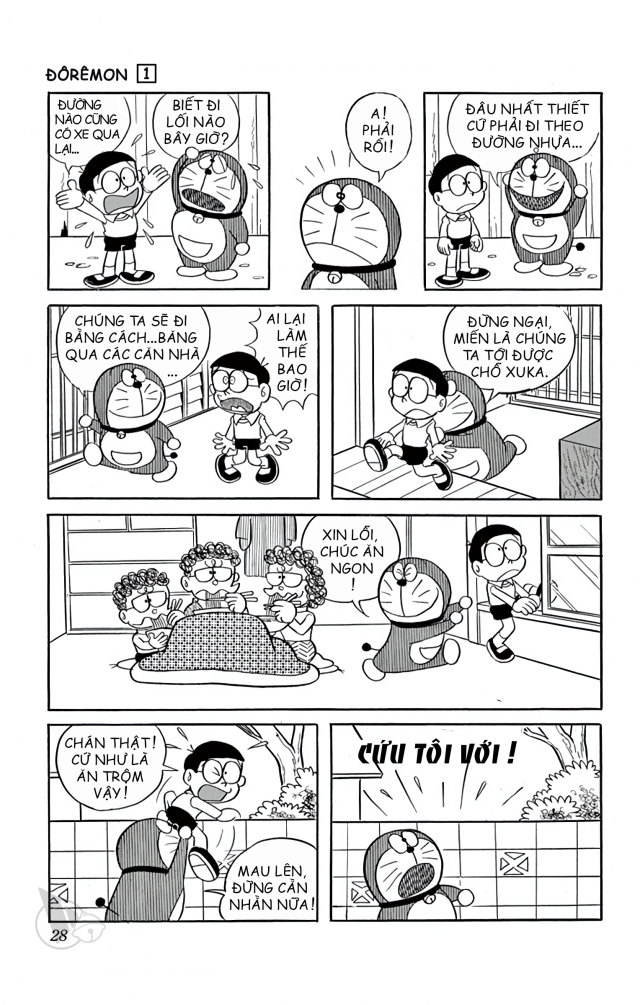 ĐÔRÊMON 1
ĐƯỜNG
NÀO CŨNG
CÓ XE QUA
LẠI...
BIẾT ĐI
LỐI NÀO
BÂY GIỜ?
A!
PHẢI
RỒI!
ĐÂU NHẤT THIẾT
CỨ PHẢI ĐI THEO
ĐƯỜNG NHỰA...
CHÚNG TA SẼ ĐI
BẰNG CÁCH...BĂNG
QUA CÁC CĂN NHÀ
...
AI LẠI
LÀM
THẾ
BAO
GIỜ!
ĐỪNG NGẠI,
MIỄN LÀ CHÚNG
TA TỚI ĐƯỢC
CHỖ XUKA.
XIN LỖI,
CHÚC ĂN
NGON
!
CHÁN THẬT!
CỨ NHƯ LÀ
ĂN TRỘM
VẬY!
MAU LÊN,
ĐỪNG CẰN
NHẰN NỮA!
CỨU TÔI VỚI!
28